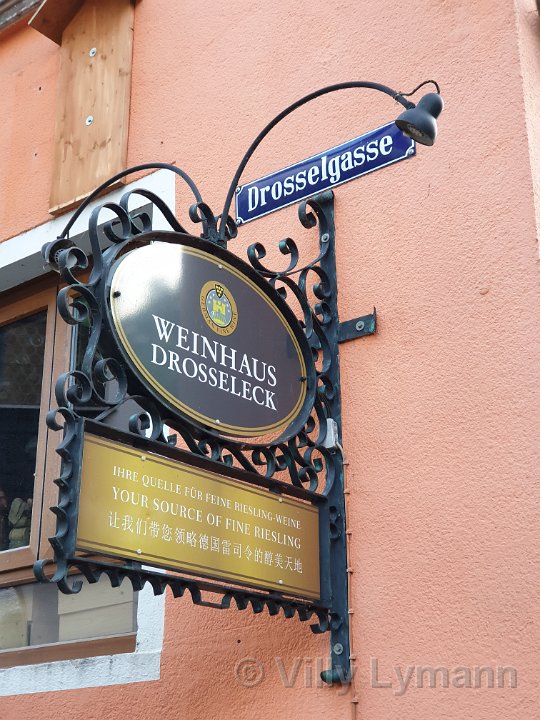 Drosselgasse
WEINHAUS
DROSSELECK
IHRE QUELLE FÜR FEINE RIESLING-WEINE
YOUR SOURCE OF FINE RIESLING
让我们带您领略德国雷司令的醇美天地
© Villy Lymann